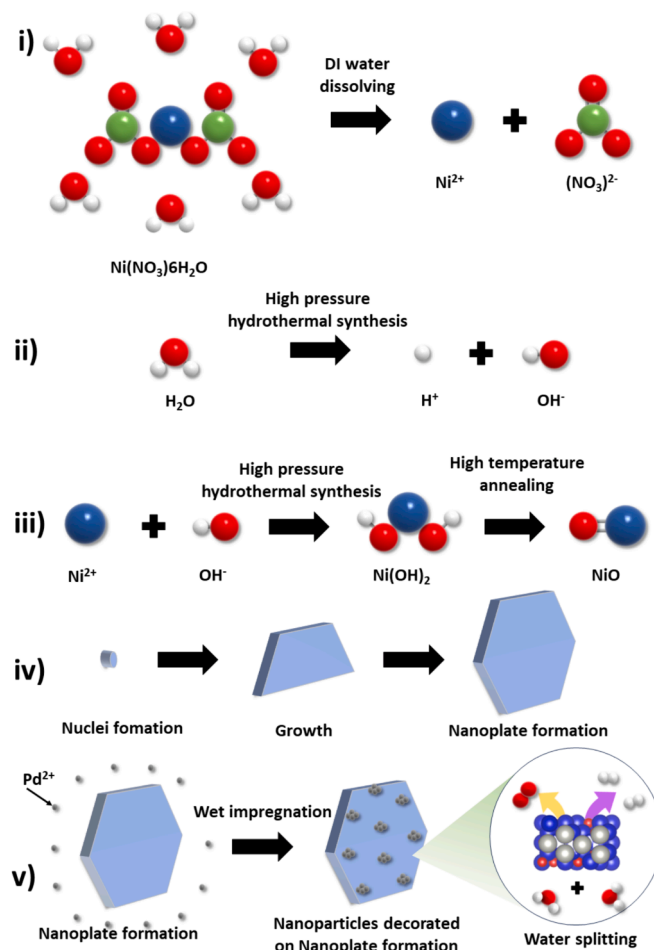 i)
DI water
dissolving
Ni²⁺
(NO₃)²⁻
Ni(NO₃)6H₂O
High pressure
hydrothermal synthesis
ii)
H₂O
H⁺
OH⁻
High pressure
hydrothermal synthesis
High temperature
annealing
iii)
Ni²⁺
OH⁻
Ni(OH)₂
NiO
iv)
Nuclei fomation
Growth
Nanoplate formation
Pd²⁺
Wet impregnation
v)
Nanoplate formation
Nanoparticles decorated
on Nanoplate formation
+
Water splitting